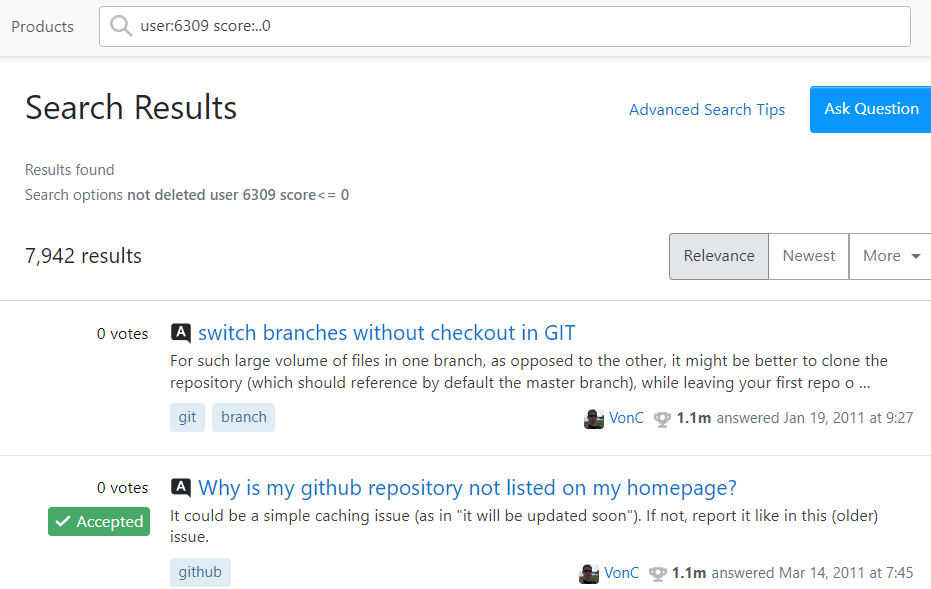 Products
user:6309 score:..0
Search Results
Advanced Search Tips
Ask Question
Results found
Search options not deleted user 6309 score<= 0
7,942 results
Relevance
Newest
More
0 votes
A switch branches without checkout in GIT
For such large volume of files in one branch, as opposed to the other, it might be better to clone the
repository (which should reference by default the master branch), while leaving your first repo o ...
git
branch
VonC 1.1m answered Jan 19, 2011 at 9:27
0 votes
A Why is my github repository not listed on my homepage?
Accepted
It could be a simple caching issue (as in "it will be updated soon"). If not, report it like in this (older)
issue.
github
VonC 1.1m answered Mar 14, 2011 at 7:45